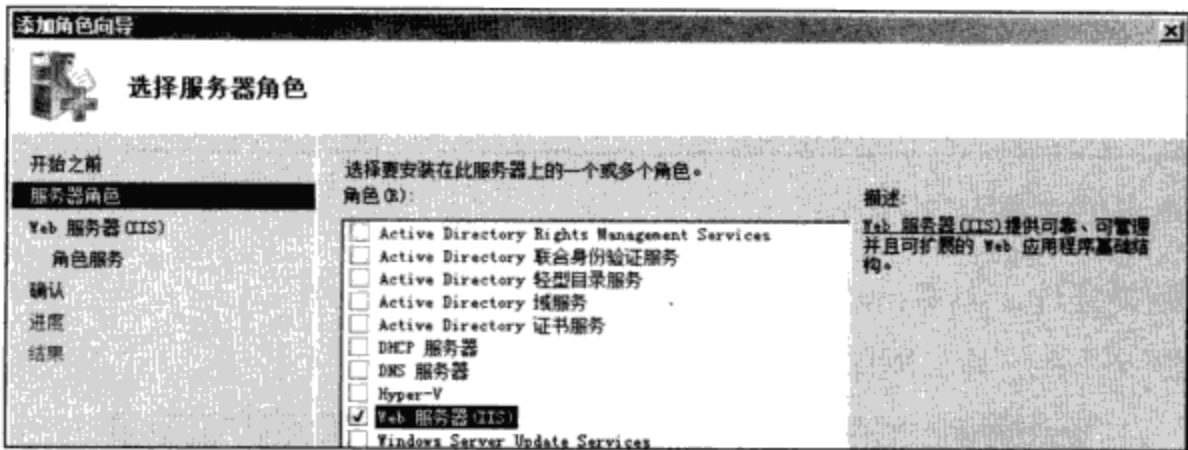 添加角色向导
选择服务器角色
开始之前
服务器角色
Web 服务器(IIS)
角色服务
确认
进度
结果
选择要安装在此服务器上的一个或多个角色。
角色(R):
Active Directory Rights Management Services
Active Directory 联合身份验证服务
Active Directory 轻型目录服务
Active Directory 域服务
Active Directory 证书服务
DHCP 服务器
DNS 服务器
Hyper-V
Web 服务器(IIS)
Windows Server Update Services
描述:
Web 服务器(IIS)提供可靠、可管理
并且可扩展的 Web 应用程序基础结
构。